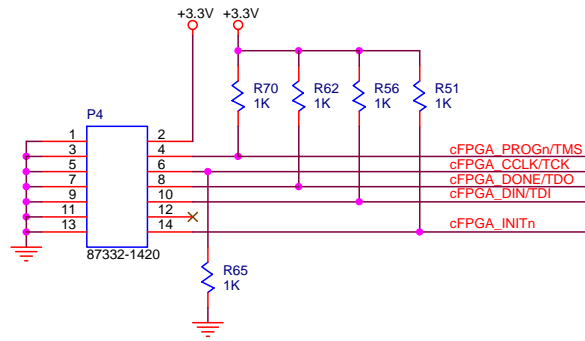 +3.3V
+3.3V
R70
1K
R62
1K
R56
1K
R51
1K
P4
1
2
3
4
5
6
7
8
9
10
11
12
13
14
87332-1420
cFPGA_PROGn/TMS
cFPGA_CCLK/TCK
cFPGA_DONE/TDO
cFPGA_DIN/TDI
cFPGA_INITn
R65
1K